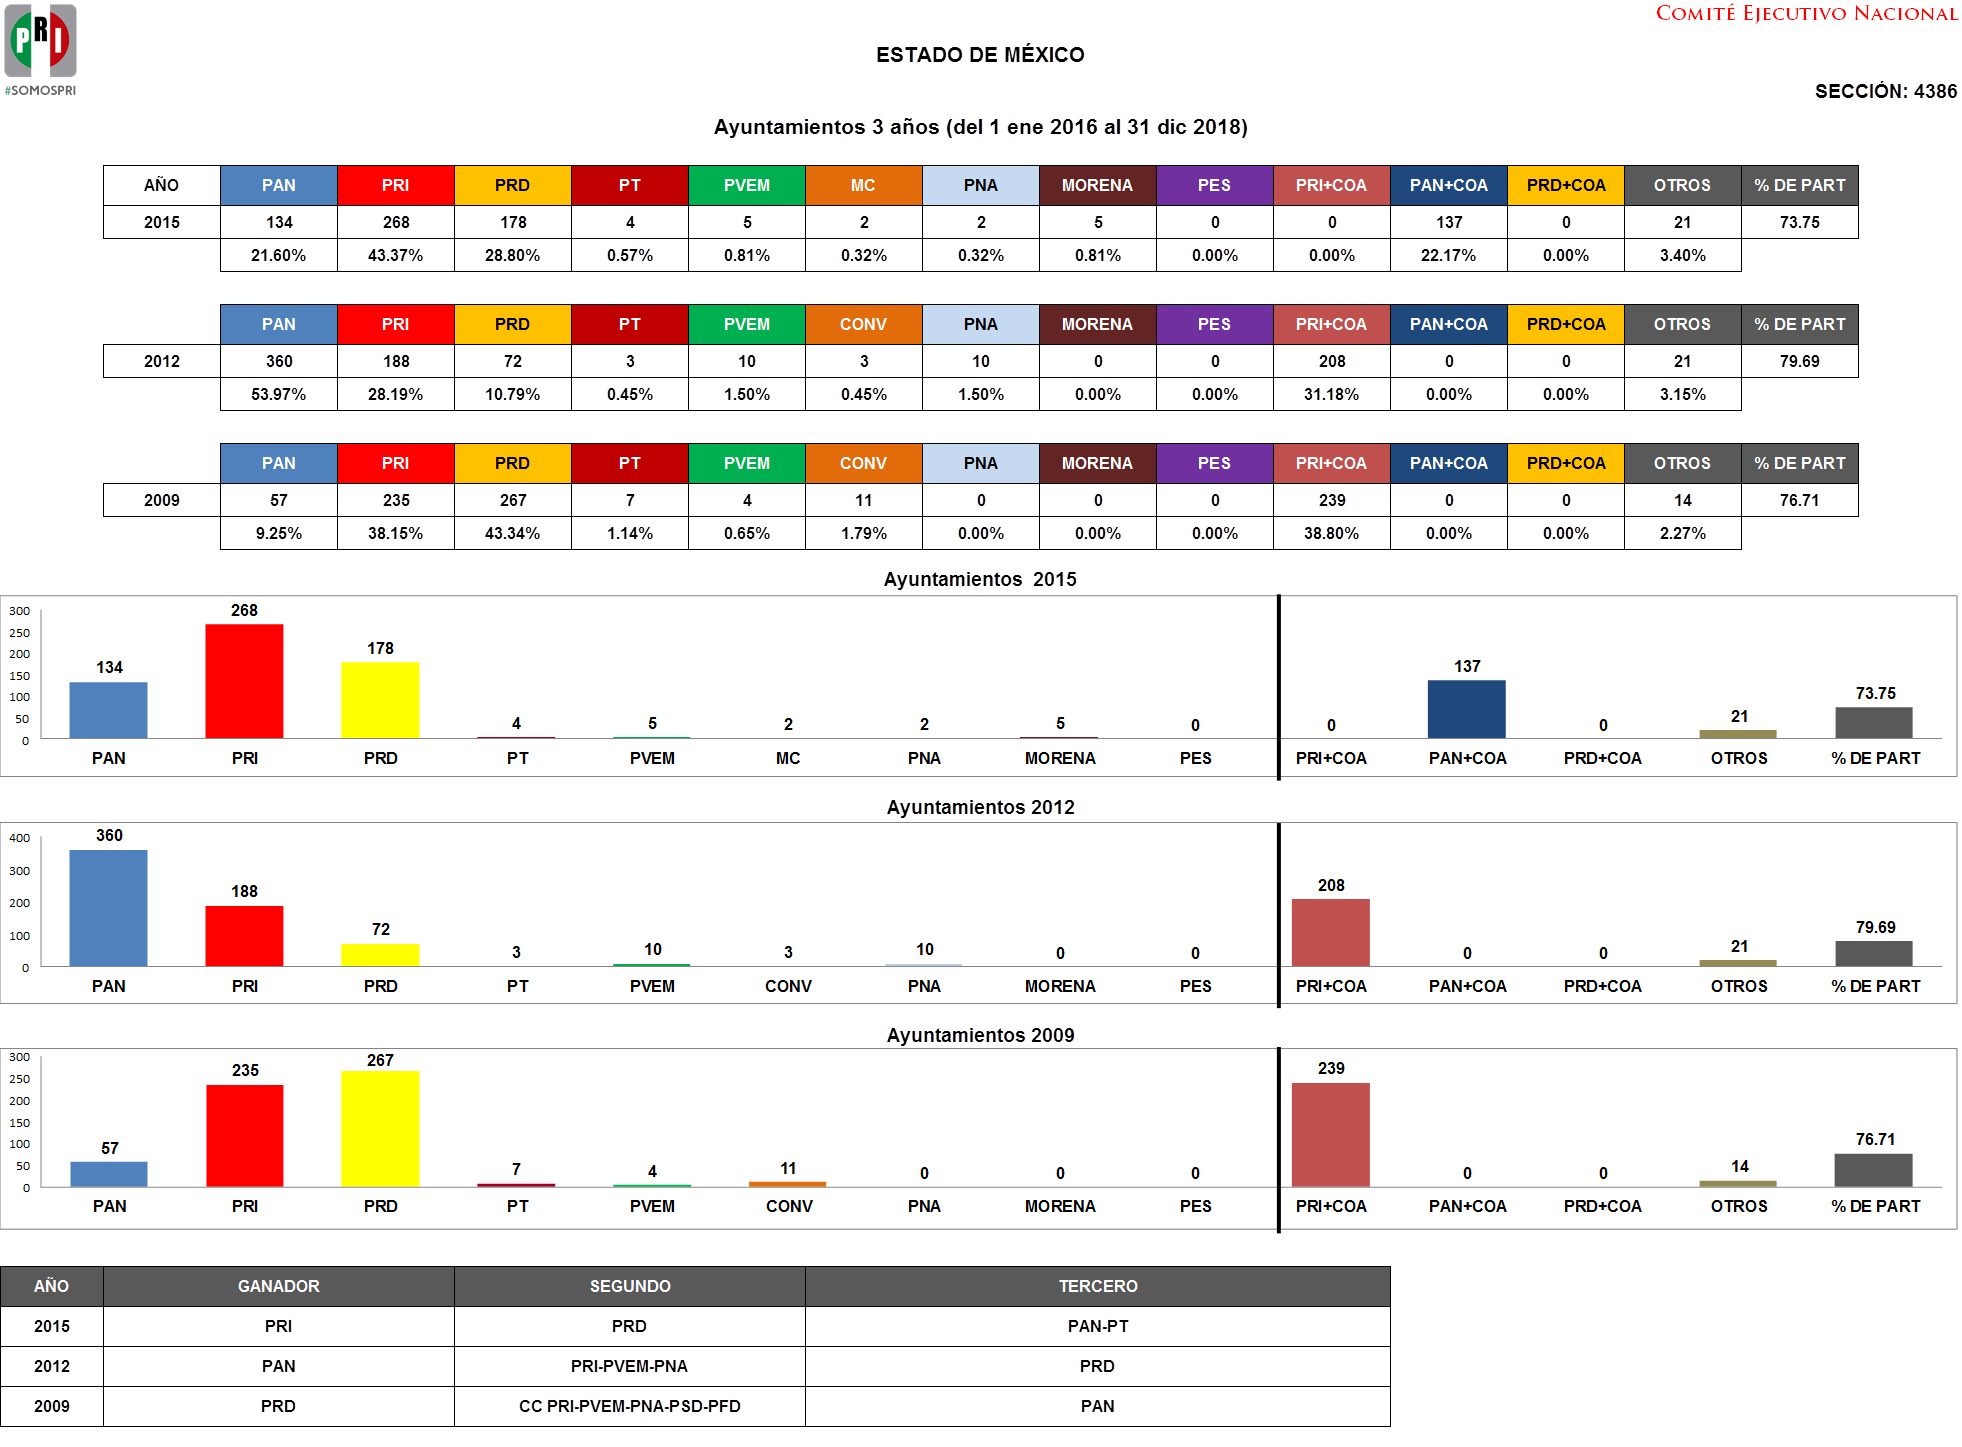 PRI
#SOMOSPRI
COMITÉ EJECUTIVO NACIONAL
ESTADO DE MÉXICO
SECCIÓN: 4386
Ayuntamientos 3 años (del 1 ene 2016 al 31 dic 2018)
AÑO PAN PRI PRD PT PVEM MC PNA MORENA PES PRI+COA PAN+COA PRD+COA OTROS % DE PART
2015 134 268 178 4 5 2 2 5 0 0 137 0 21 73.75
21.60% 43.37% 28.80% 0.57% 0.81% 0.32% 0.32% 0.81% 0.00% 0.00% 22.17% 0.00% 3.40%
PAN PRI PRD PT PVEM CONV PNA MORENA PES PRI+COA PAN+COA PRD+COA OTROS % DE PART
2012 360 188 72 3 10 3 10 0 0 208 0 0 21 79.69
53.97% 28.19% 10.79% 0.45% 1.50% 0.45% 1.50% 0.00% 0.00% 31.18% 0.00% 0.00% 3.15%
PAN PRI PRD PT PVEM CONV PNA MORENA PES PRI+COA PAN+COA PRD+COA OTROS % DE PART
2009 57 235 267 7 4 11 0 0 0 239 0 0 14 76.71
9.25% 38.15% 43.34% 1.14% 0.65% 1.79% 0.00% 0.00% 0.00% 38.80% 0.00% 0.00% 2.27%
Ayuntamientos 2015
300
250
200
150
100
50
0
134 268 178 4 5 2 2 5 0 0 137 0 21 73.75
PAN PRI PRD PT PVEM MC PNA MORENA PES PRI+COA PAN+COA PRD+COA OTROS % DE PART
Ayuntamientos 2012
400
300
200
100
0
360 188 72 3 10 3 10 0 0 208 0 0 21 79.69
PAN PRI PRD PT PVEM CONV PNA MORENA PES PRI+COA PAN+COA PRD+COA OTROS % DE PART
Ayuntamientos 2009
300
250
200
150
100
50
0
57 235 267 7 4 11 0 0 0 239 0 0 14 76.71
PAN PRI PRD PT PVEM CONV PNA MORENA PES PRI+COA PAN+COA PRD+COA OTROS % DE PART
AÑO GANADOR SEGUNDO TERCERO
2015 PRI PRD PAN-PT
2012 PAN PRI-PVEM-PNA PRD
2009 PRD CC PRI-PVEM-PNA-PSD-PFD PAN